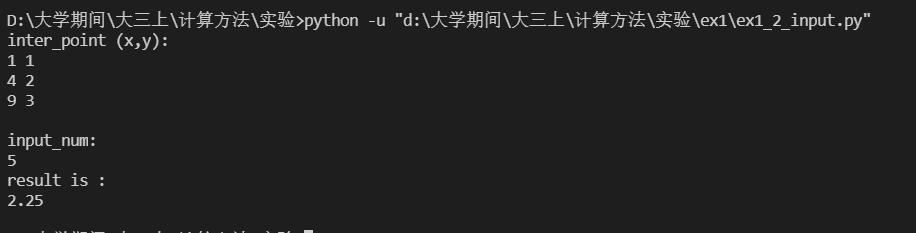 D:\大学期间\大三上\计算方法\实验>python -u "d:\大学期间\大三上\计算方法\实验\ex1\ex1_2_input.py"
inter_point (x,y):
1 1
4 2
9 3
input_num:
5
result is :
2.25